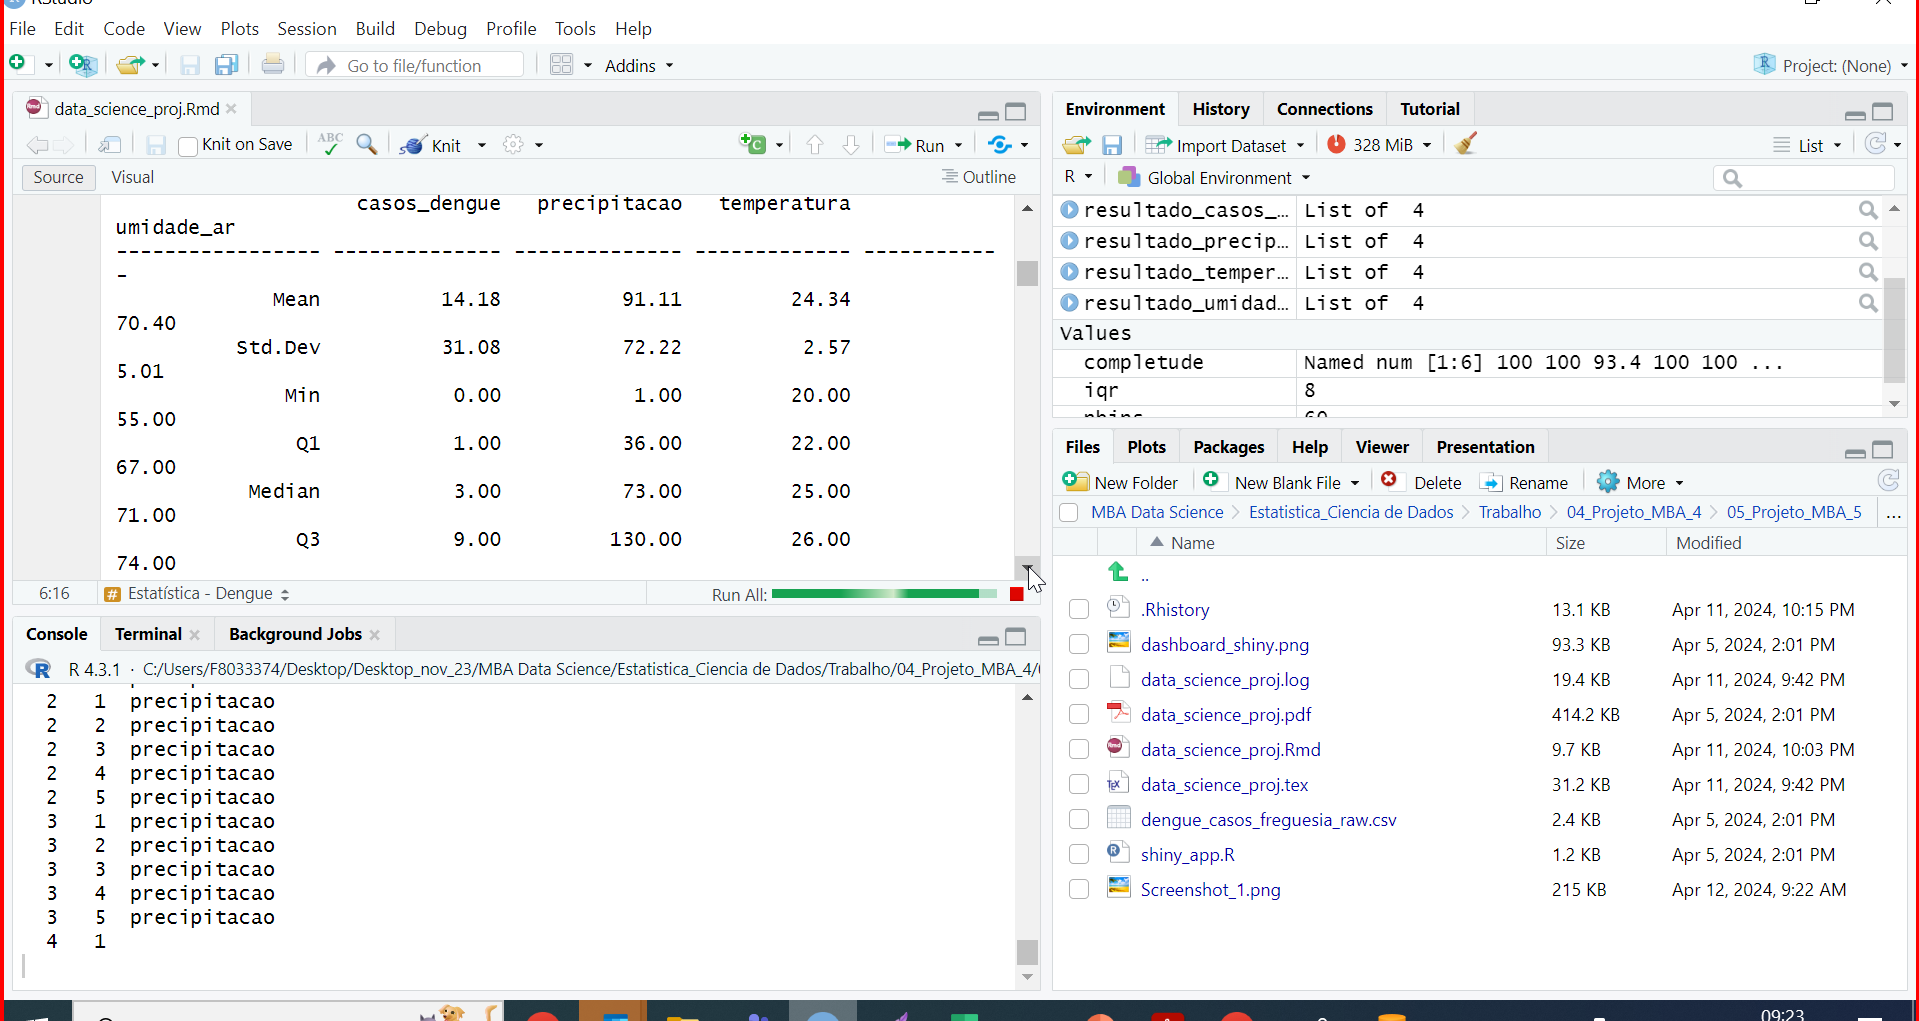 RStudio
File Edit Code View Plots Session Build Debug Profile Tools Help
Go to file/function Addins Project: (None)
data_science_proj.Rmd
Knit on Save ABC Knit Run
Source Visual Outline
casos_dengue precipitacao temperatura
umidade_ar
----------------- -------------- -------------- ------------- -----------
-
Mean 14.18 91.11 24.34
70.40
Std.Dev 31.08 72.22 2.57
5.01
Min 0.00 1.00 20.00
55.00
Q1 1.00 36.00 22.00
67.00
Median 3.00 73.00 25.00
71.00
Q3 9.00 130.00 26.00
74.00
6:16 # Estatística - Dengue Run All:
Console Terminal Background Jobs
R R 4.3.1 · C:/Users/F8033374/Desktop/Desktop_nov_23/MBA Data Science/Estatistica_Ciencia de Dados/Trabalho/04_Projeto_MBA_4/
2 1 precipitacao
2 2 precipitacao
2 3 precipitacao
2 4 precipitacao
2 5 precipitacao
3 1 precipitacao
3 2 precipitacao
3 3 precipitacao
3 4 precipitacao
3 5 precipitacao
4 1
Environment History Connections Tutorial
Import Dataset 328 MiB List
R Global Environment
resultado_casos_… List of 4
resultado_precip… List of 4
resultado_temper… List of 4
resultado_umidad… List of 4
Values
completude Named num [1:6] 100 100 93.4 100 100 ...
iqr 8
nbins 60
Files Plots Packages Help Viewer Presentation
New Folder New Blank File Delete Rename More
MBA Data Science Estatistica_Ciencia de Dados Trabalho 04_Projeto_MBA_4 05_Projeto_MBA_5 ...
Name Size Modified
..
.Rhistory 13.1 KB Apr 11, 2024, 10:15 PM
dashboard_shiny.png 93.3 KB Apr 5, 2024, 2:01 PM
data_science_proj.log 19.4 KB Apr 11, 2024, 9:42 PM
data_science_proj.pdf 414.2 KB Apr 5, 2024, 2:01 PM
data_science_proj.Rmd 9.7 KB Apr 11, 2024, 10:03 PM
data_science_proj.tex 31.2 KB Apr 11, 2024, 9:42 PM
dengue_casos_freguesia_raw.csv 2.4 KB Apr 5, 2024, 2:01 PM
shiny_app.R 1.2 KB Apr 5, 2024, 2:01 PM
Screenshot_1.png 215 KB Apr 12, 2024, 9:22 AM
09:23